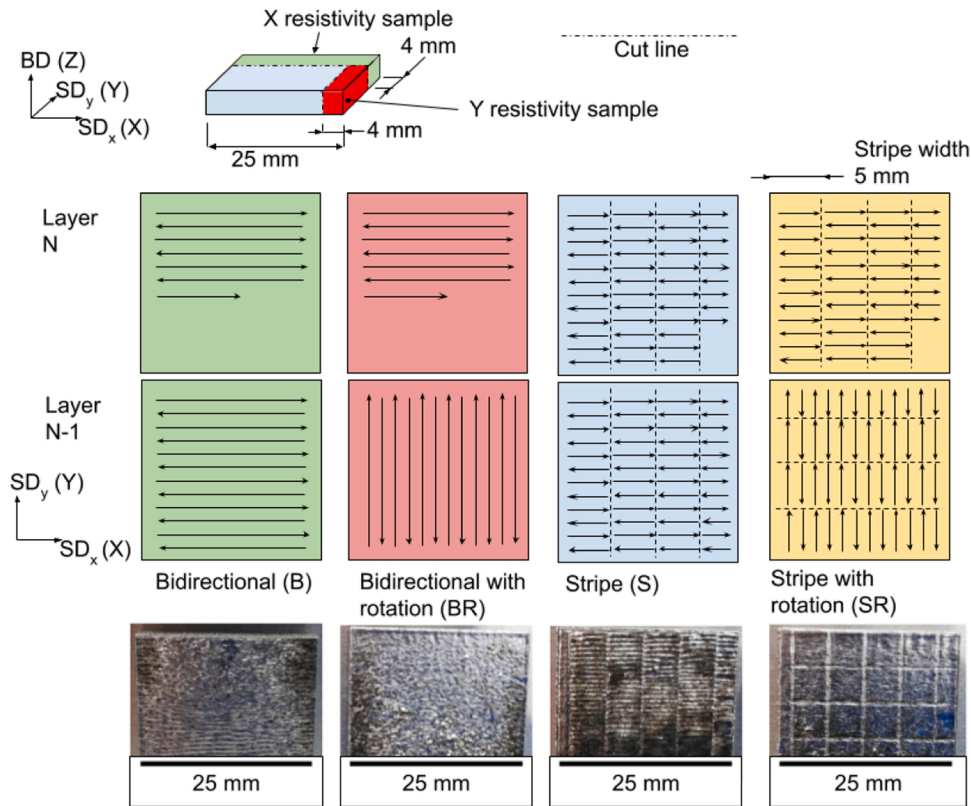 X resistivity sample
4 mm
Cut line
BD (Z)
SDy (Y)
SDx (X)
Y resistivity sample
4 mm
25 mm
Stripe width
5 mm
Layer
N
Layer
N-1
SDy (Y)
SDx (X)
Bidirectional (B)
Bidirectional with
rotation (BR)
Stripe (S)
Stripe with
rotation (SR)
25 mm
25 mm
25 mm
25 mm